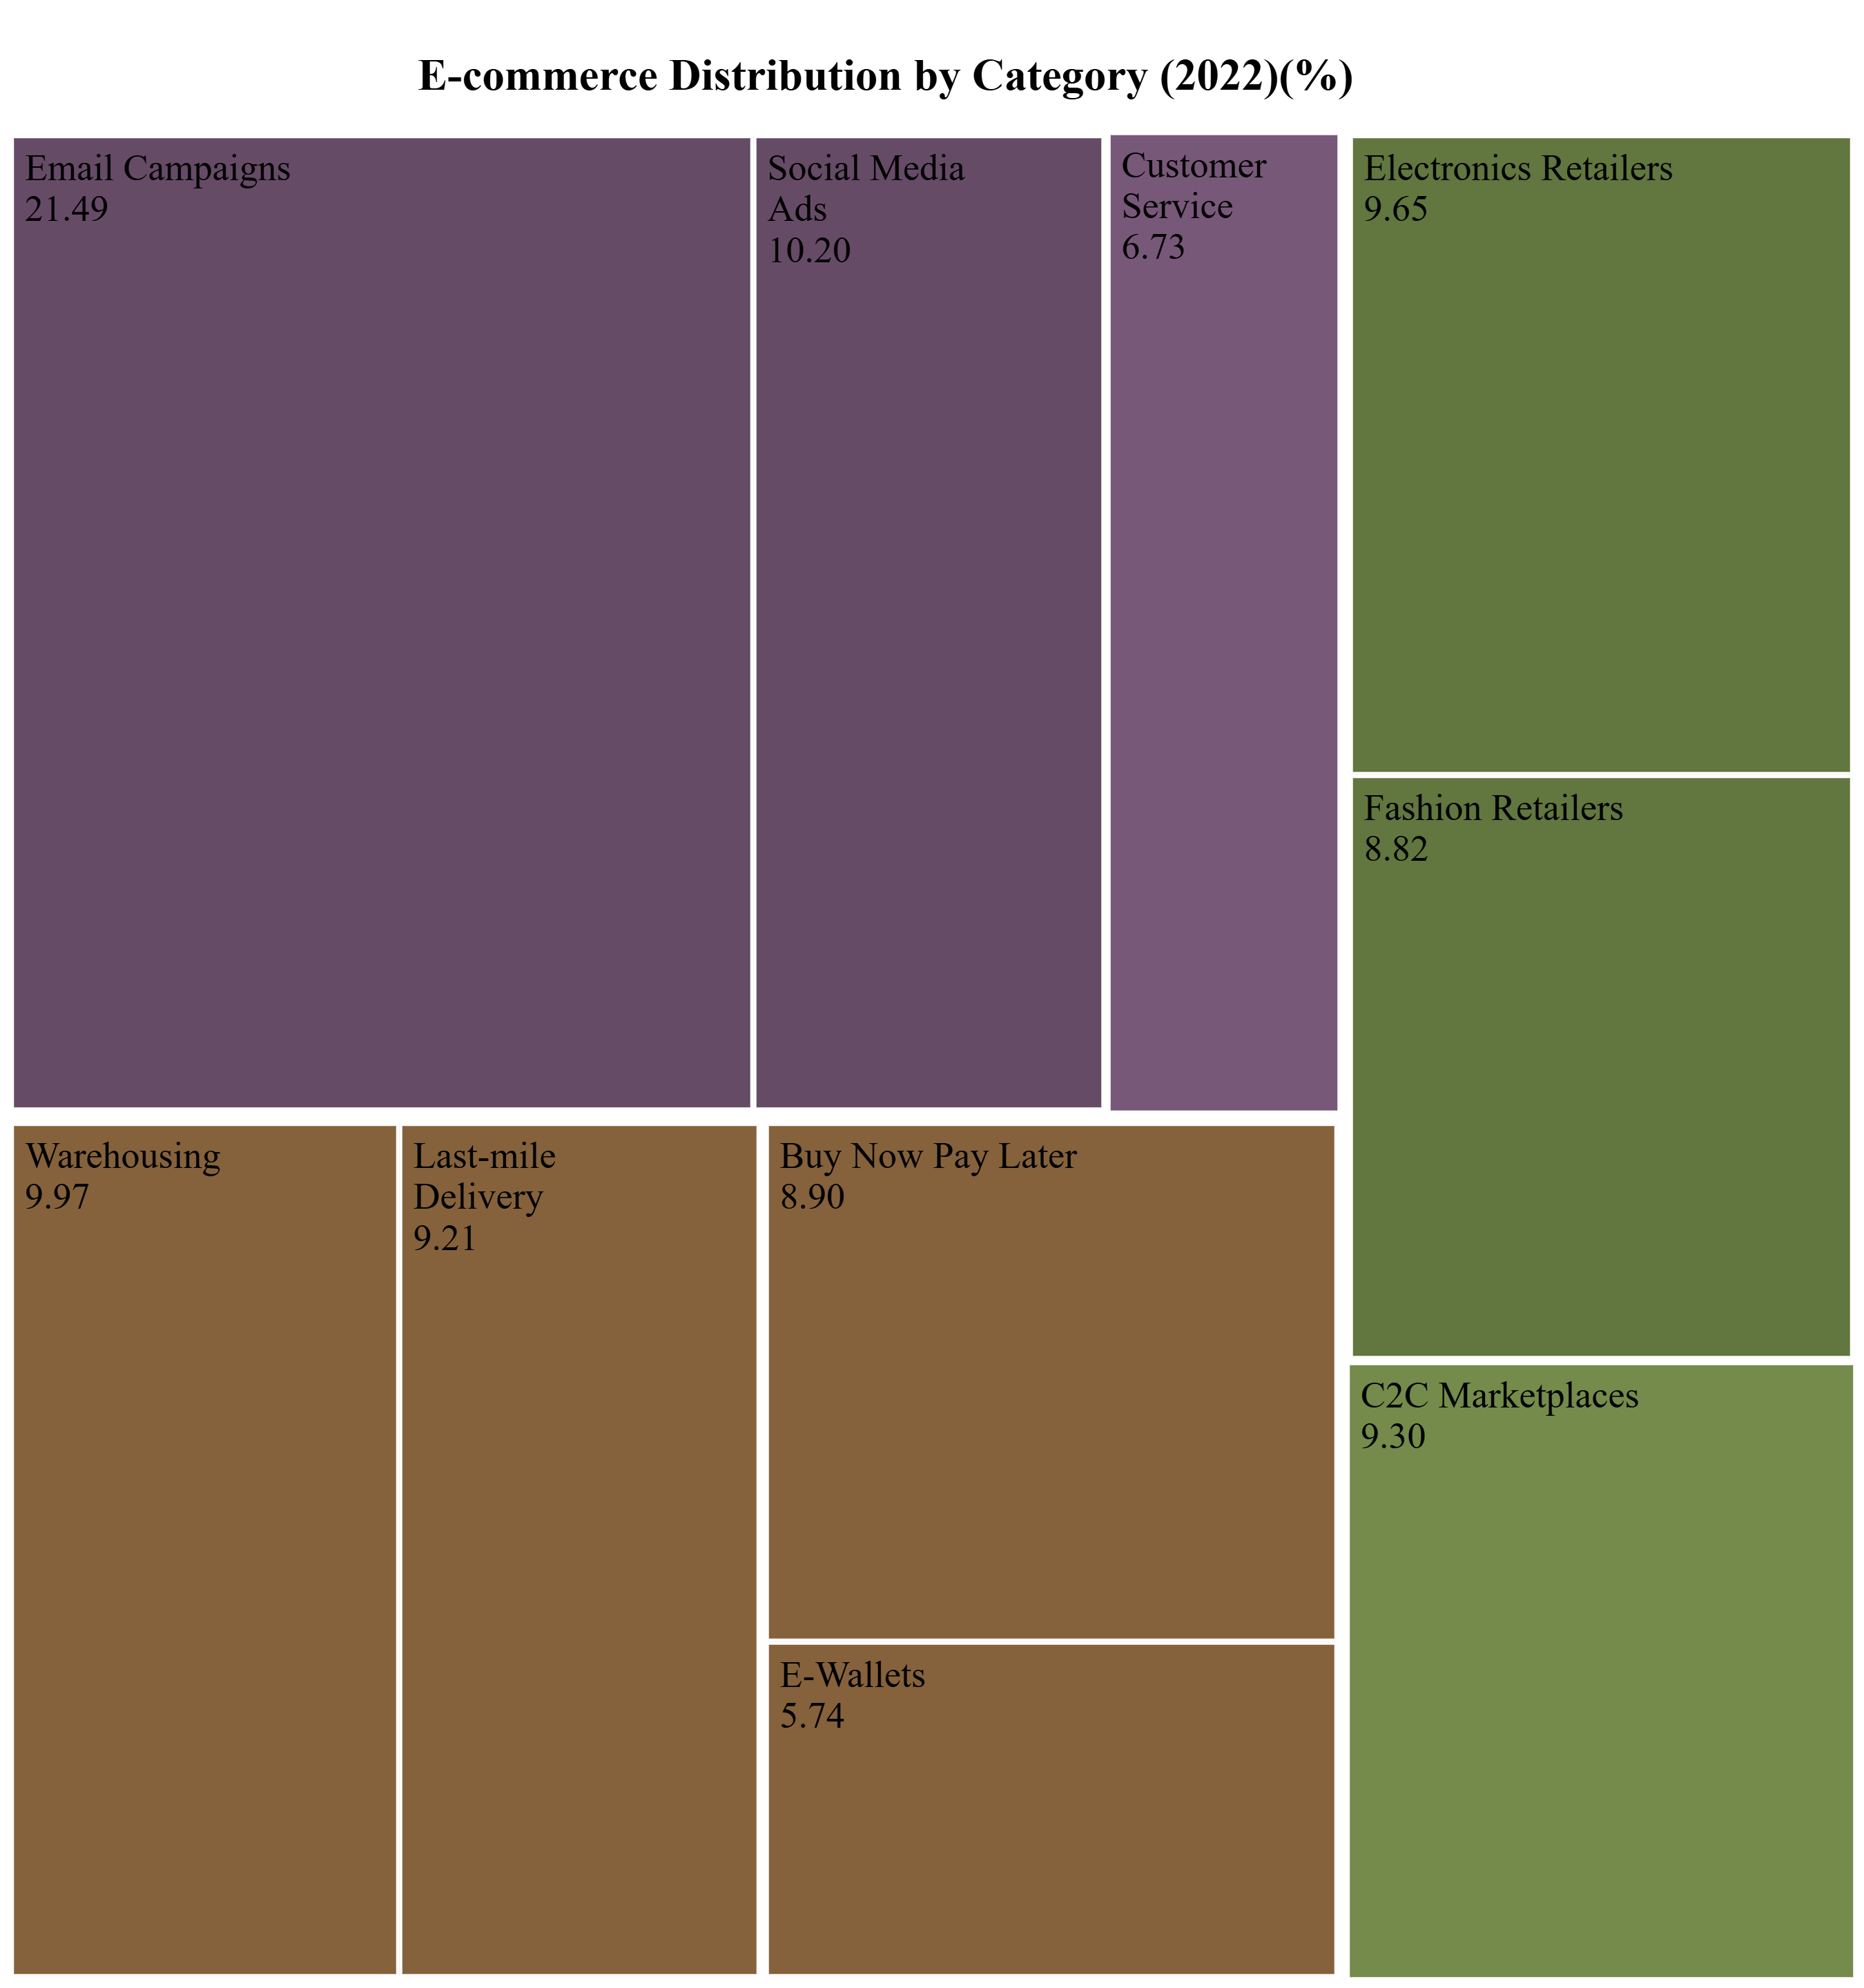 E-commerce Distribution by Category (2022)(%)
Email Campaigns
21.49
Social Media
Ads
10.20
Customer
Service
6.73
Electronics Retailers
9.65
Fashion Retailers
8.82
Warehousing
9.97
Last-mile
Delivery
9.21
Buy Now Pay Later
8.90
E-Wallets
5.74
C2C Marketplaces
9.30